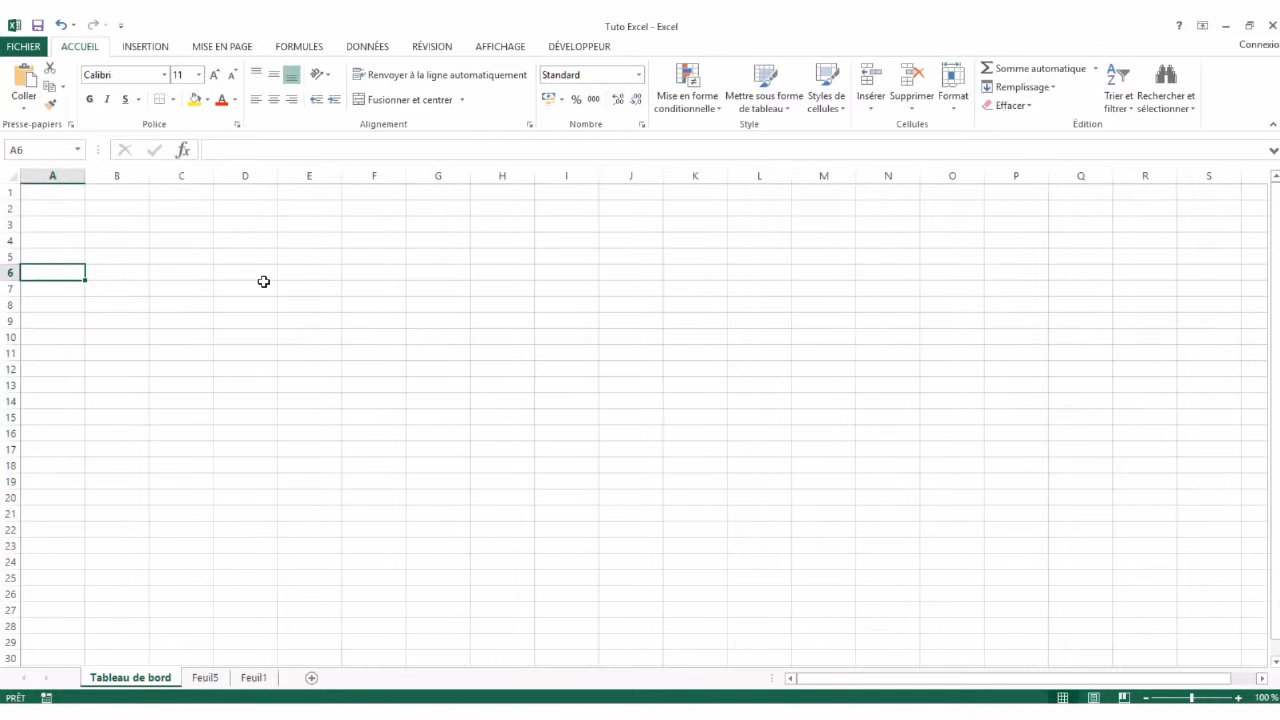 Tuto Excel - Excel
?
FICHIER ACCUEIL INSERTION MISE EN PAGE FORMULES DONNÉES RÉVISION AFFICHAGE DÉVELOPPEUR Connexio
Coller
Presse-papiers
Calibri 11
G I S
Police
Renvoyer à la ligne automatiquement
Fusionner et centrer
Alignement
Standard
% 000
Nombre
Mise en forme
conditionnelle
Mettre sous forme
de tableau
Styles de
cellules
Style
Insérer Supprimer Format
Cellules
Somme automatique
Remplissage
Effacer
Trier et
filtrer
Rechercher et
sélectionner
Édition
A6
fx
A B C D E F G H I J K L M N O P Q R S
1
2
3
4
5
6
7
8
9
10
11
12
13
14
15
16
17
18
19
20
21
22
23
24
25
26
27
28
29
30
Tableau de bord Feuil5 Feuil1
PRÊT 100 %